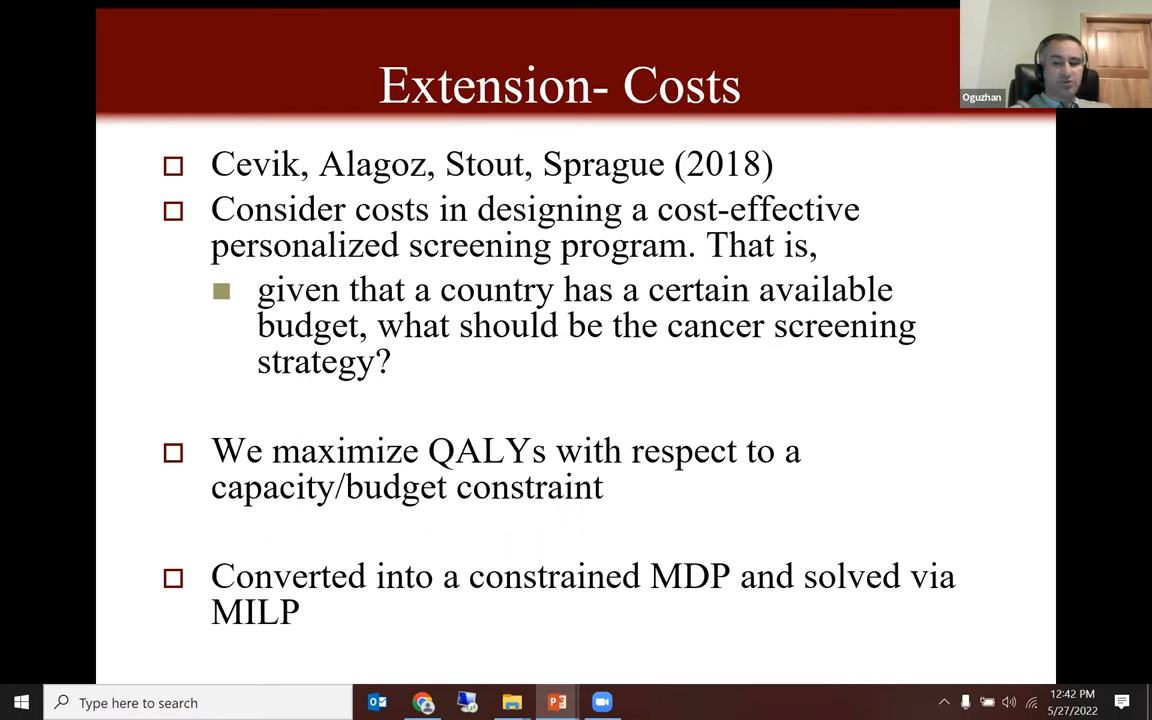 Extension- Costs
Oguzhan
Cevik, Alagoz, Stout, Sprague (2018)
Consider costs in designing a cost-effective
personalized screening program. That is,
given that a country has a certain available
budget, what should be the cancer screening
strategy?
We maximize QALYs with respect to a
capacity/budget constraint
Converted into a constrained MDP and solved via
MILP
Type here to search
12:42 PM
5/27/2022